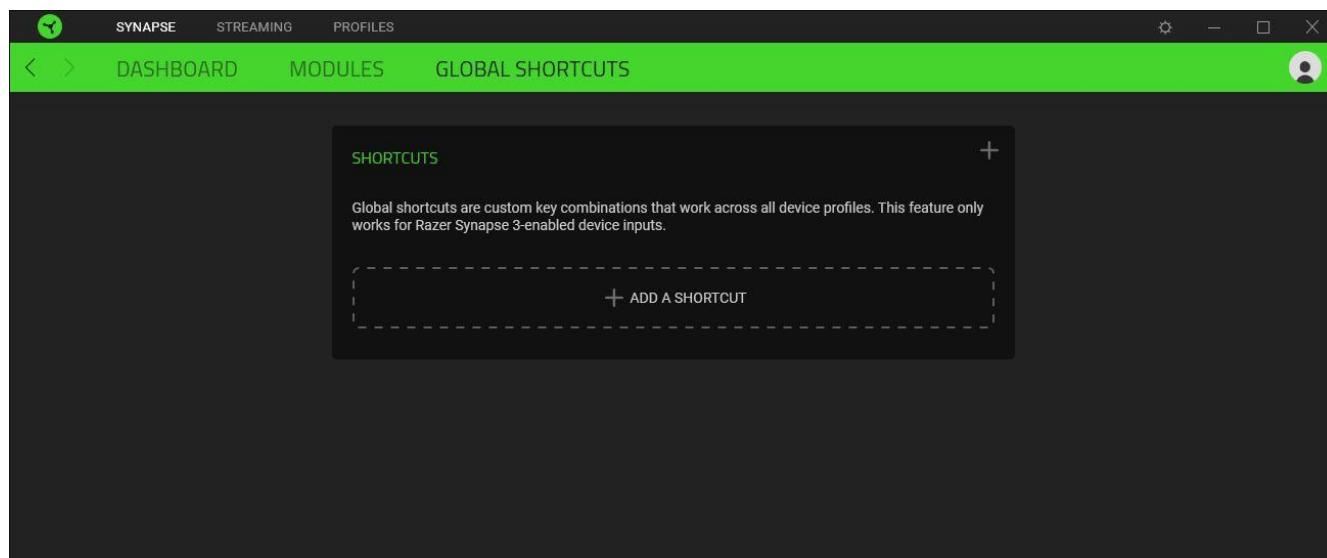 SYNAPSE STREAMING PROFILES
DASHBOARD MODULES GLOBAL SHORTCUTS
SHORTCUTS
Global shortcuts are custom key combinations that work across all device profiles. This feature only
works for Razer Synapse 3-enabled device inputs.
ADD A SHORTCUT